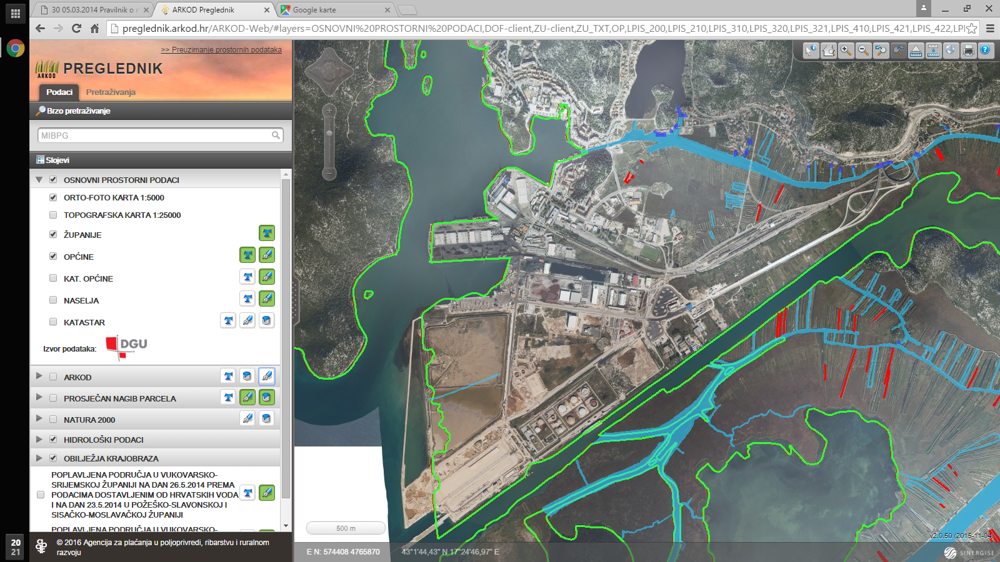 30 05.03.2014 Pravilnik o r
ARKOD Preglednik
Google karte
preglednik.arkod.hr/ARKOD-Web/#layers=OSNOVNI%20PROSTORNI%20PODACI,DOF-client,ZU-client,ZU_TXT,OP,LPIS_200,LPIS_210,LPIS_310,LPIS_320,LPIS_321,LPIS_410,LPIS_421,LPIS_422,LPI
>> Preuzimanje prostornih podataka
ARKOD
PREGLEDNIK
Podaci
Pretraživanja
Brzo pretraživanje
MIBPG
Slojevi
OSNOVNI PROSTORNI PODACI
ORTO-FOTO KARTA 1:5000
TOPOGRAFSKA KARTA 1:25000
ŽUPANIJE
OPĆINE
KAT. OPĆINE
NASELJA
KATASTAR
Izvor podataka:
DGU
ARKOD
PROSJEČAN NAGIB PARCELA
NATURA 2000
HIDROLOŠKI PODACI
OBILJEŽJA KRAJOBRAZA
POPLAVLJENA PODRUČJA U VUKOVARSKO-
SRIJEMSKOJ ŽUPANIJI NA DAN 26.5.2014 PREMA
PODACIMA DOSTAVLJENIM OD HRVATSKIH VODA
I NA DAN 23.5.2014 U POŽEŠKO-SLAVONSKOJ I
SISAČKO-MOSLAVAČKOJ ŽUPANIJI
POPLAVLJENA PODRUČJA U VUKOVARSKO-
© 2016 Agencija za plaćanja u poljoprivredi, ribarstvu i ruralnom
razvoju
20
21
500 m
E N: 574408 4765870
43°1'44,43" N 17°24'46,97" E
v2.0.50 (2015-11-04)
SINERGISE